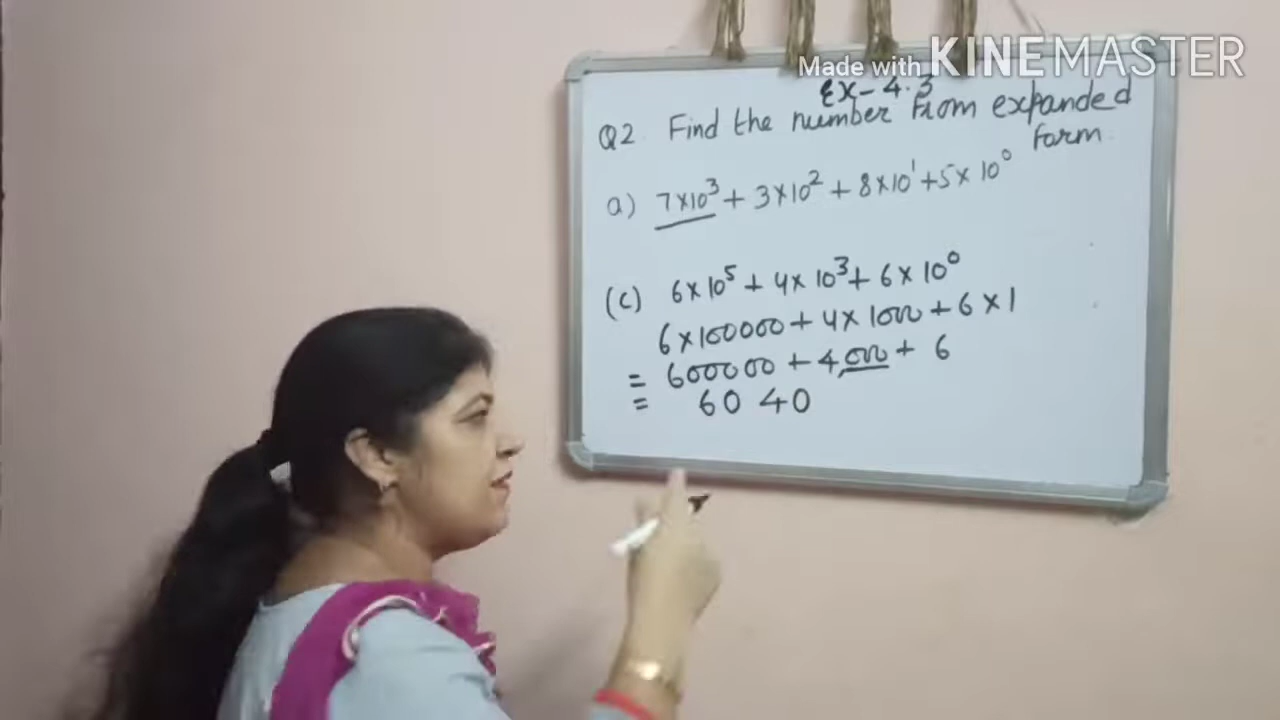 Made with KINEMASTER
Ex-4.3
Q2 Find the number from expanded
form.
a) 7×10³ + 3×10² + 8×10¹ + 5×10⁰
(c) 6×10⁵ + 4×10³ + 6×10⁰
6×100000 + 4×1000 + 6×1
= 600000 + 4,000 + 6
= 60 40